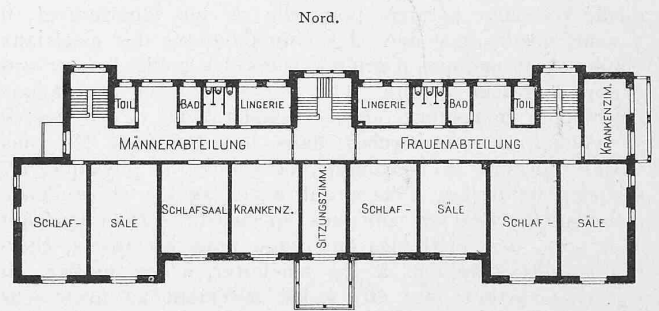 Nord.
TOIL.
BAD
LINGERIE
LINGERIE
BAD
TOIL
KRANKENZIM.
MÄNNERABTEILUNG
FRAUENABTEILUNG
SCHLAF-
SÄLE
SCHLAFSAAL
KRANKENZ.
SITZUNGSZIMM.
SCHLAF-
SÄLE
SCHLAF-
SÄLE